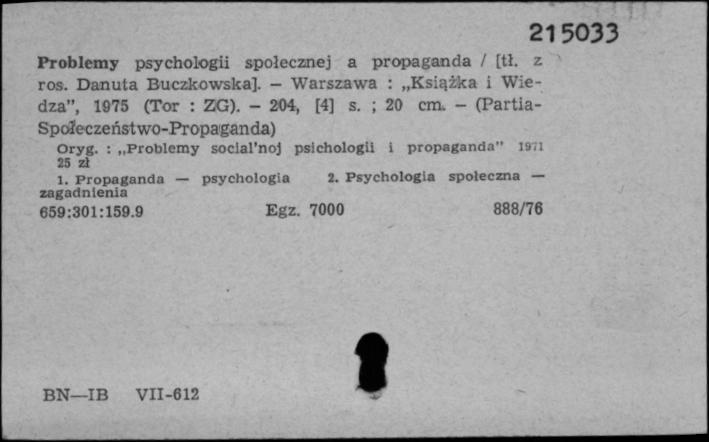 215033
Problemy psychologii społecznej a propaganda / [tł. z
ros. Danuta Buczkowska]. — Warszawa : „Książka i Wie-
dza”, 1975 (Tor : ZG). — 204, [4] s. ; 20 cm. — (Partia-
Społeczeństwo-Propaganda)
Oryg. : „Problemy social’noj psichologii i propaganda” 1971
25 zł
1. Propaganda — psychologia 2. Psychologia społeczna —
zagadnienia
659:301:159.9 Egz. 7000 888/76
BN—IB VII-612